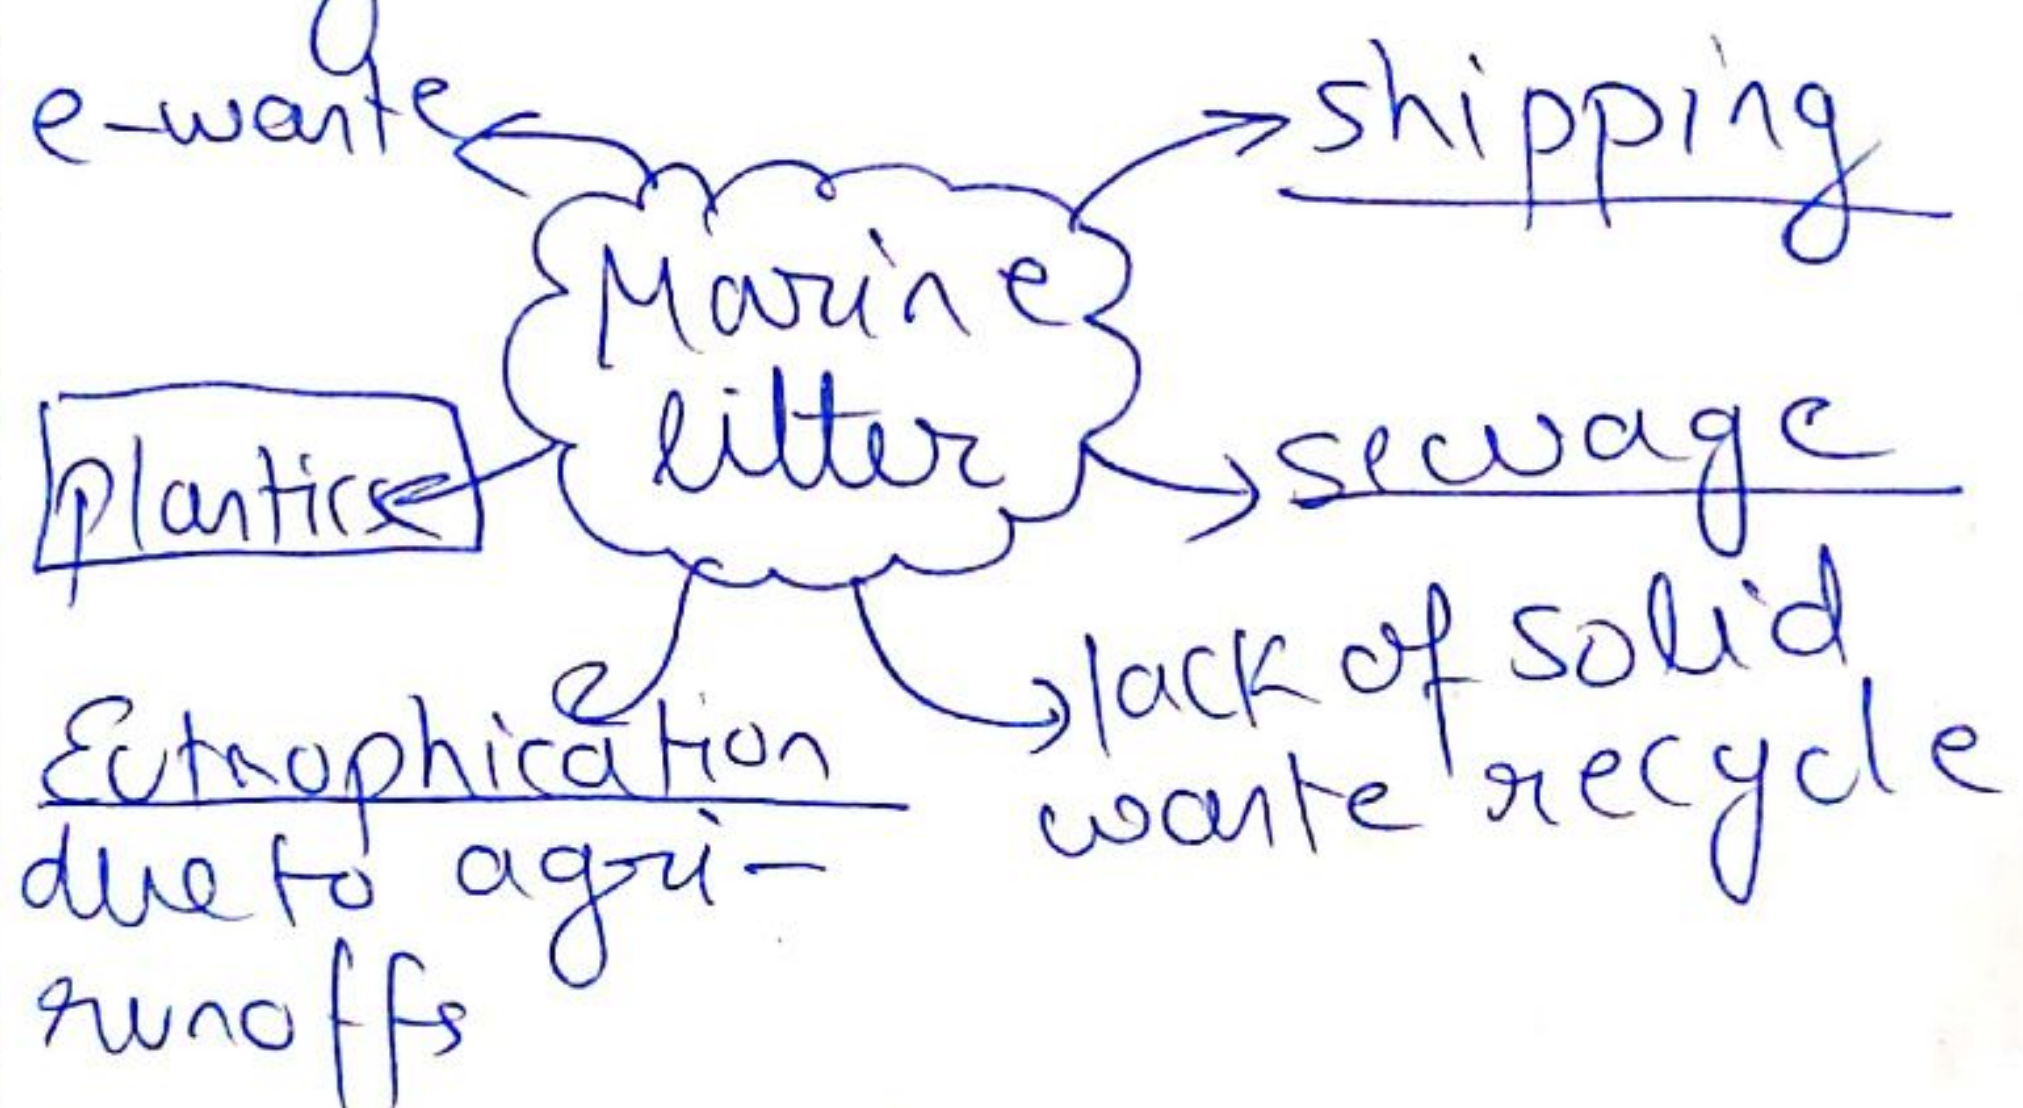 e-waste
shipping
Marine
litter
sewage
plastics
lack of solid
waste recycle
Eutrophication
due to agri-
runoffs